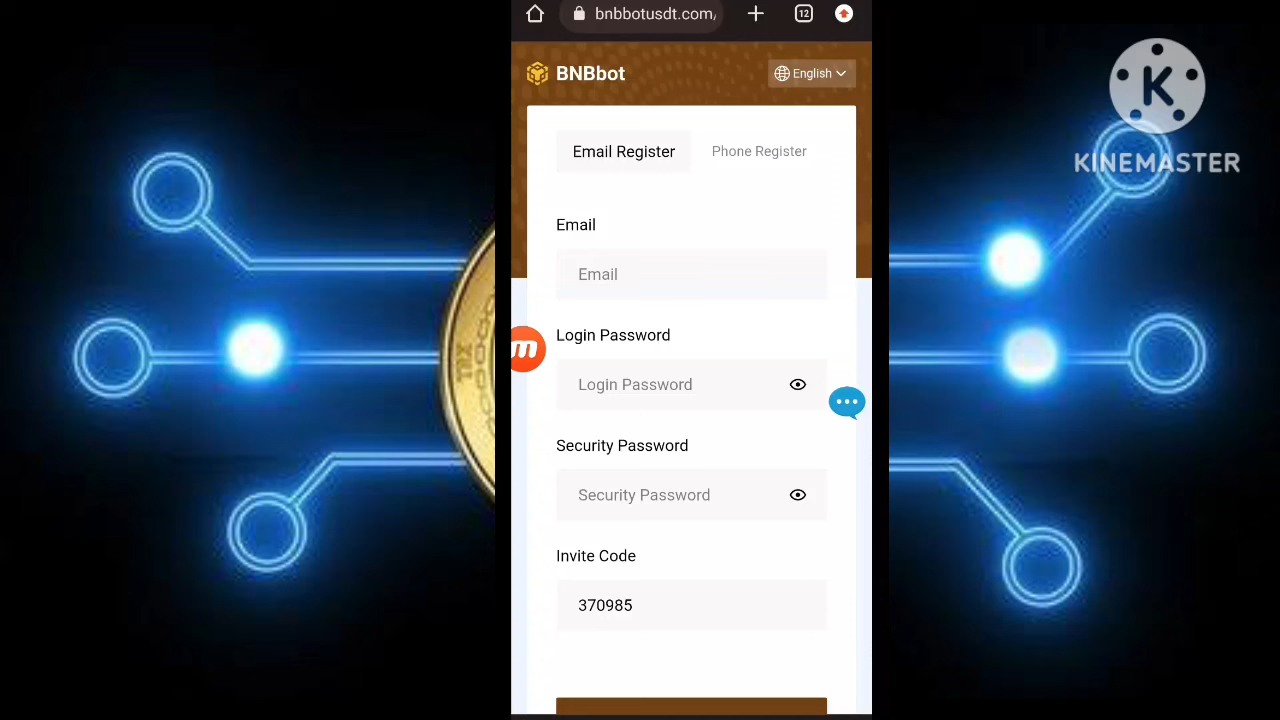 bnbbotusdt.com/
12
BNBbot
English
Email Register
Phone Register
Email
Email
Login Password
Login Password
Security Password
Security Password
Invite Code
370985
m
K
KINEMASTER